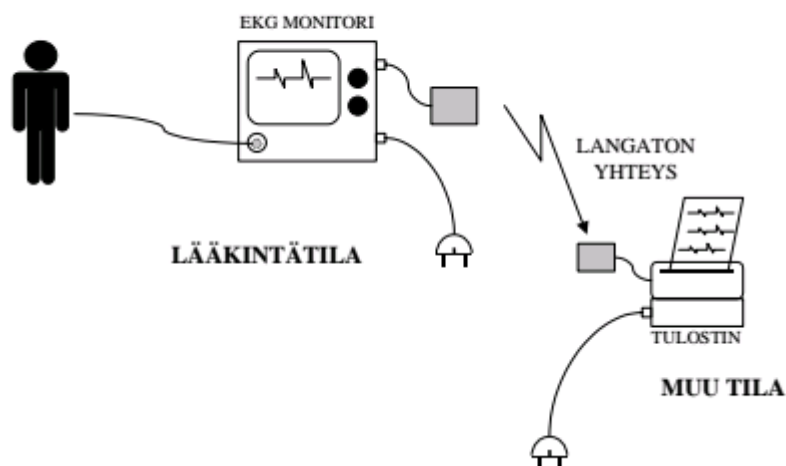 EKG MONITORI
LANGATON
YHTEYS
LÄÄKINTÄTILA
TULOSTIN
MUU TILA